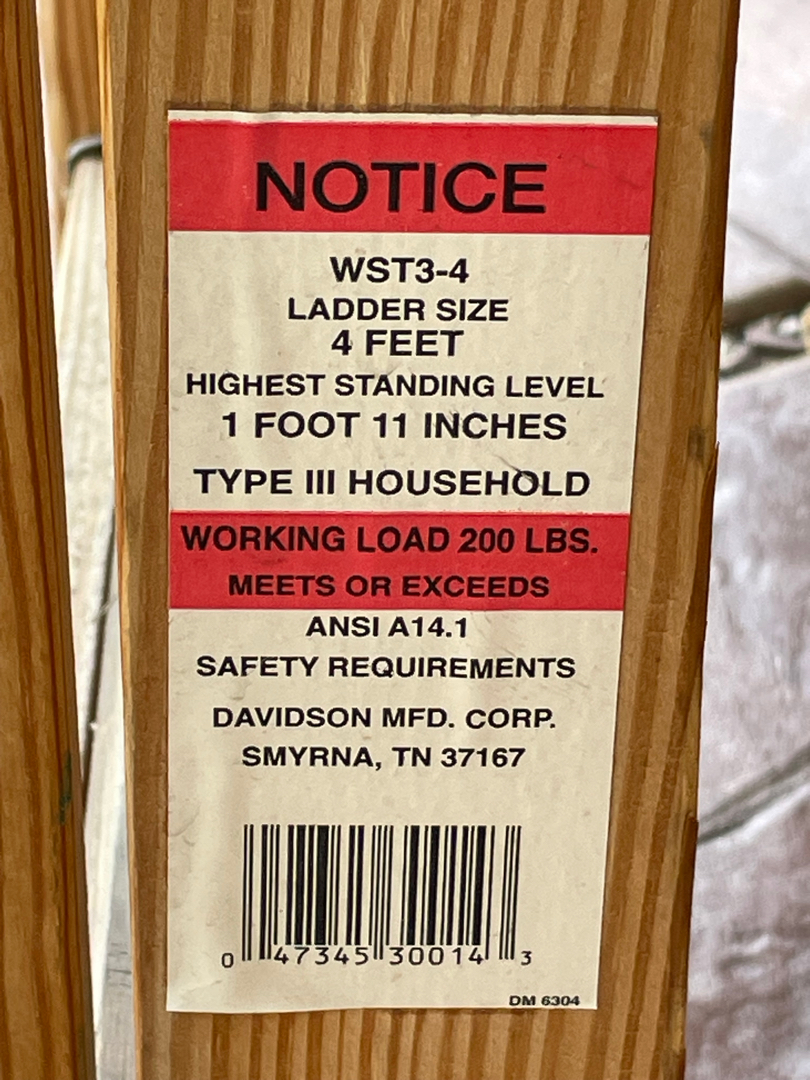 NOTICE
WST3-4
LADDER SIZE
4 FEET
HIGHEST STANDING LEVEL
1 FOOT 11 INCHES
TYPE III HOUSEHOLD
WORKING LOAD 200 LBS.
MEETS OR EXCEEDS
ANSI A14.1
SAFETY REQUIREMENTS
DAVIDSON MFD. CORP.
SMYRNA, TN 37167
0 47345 30014 3
DM 6304